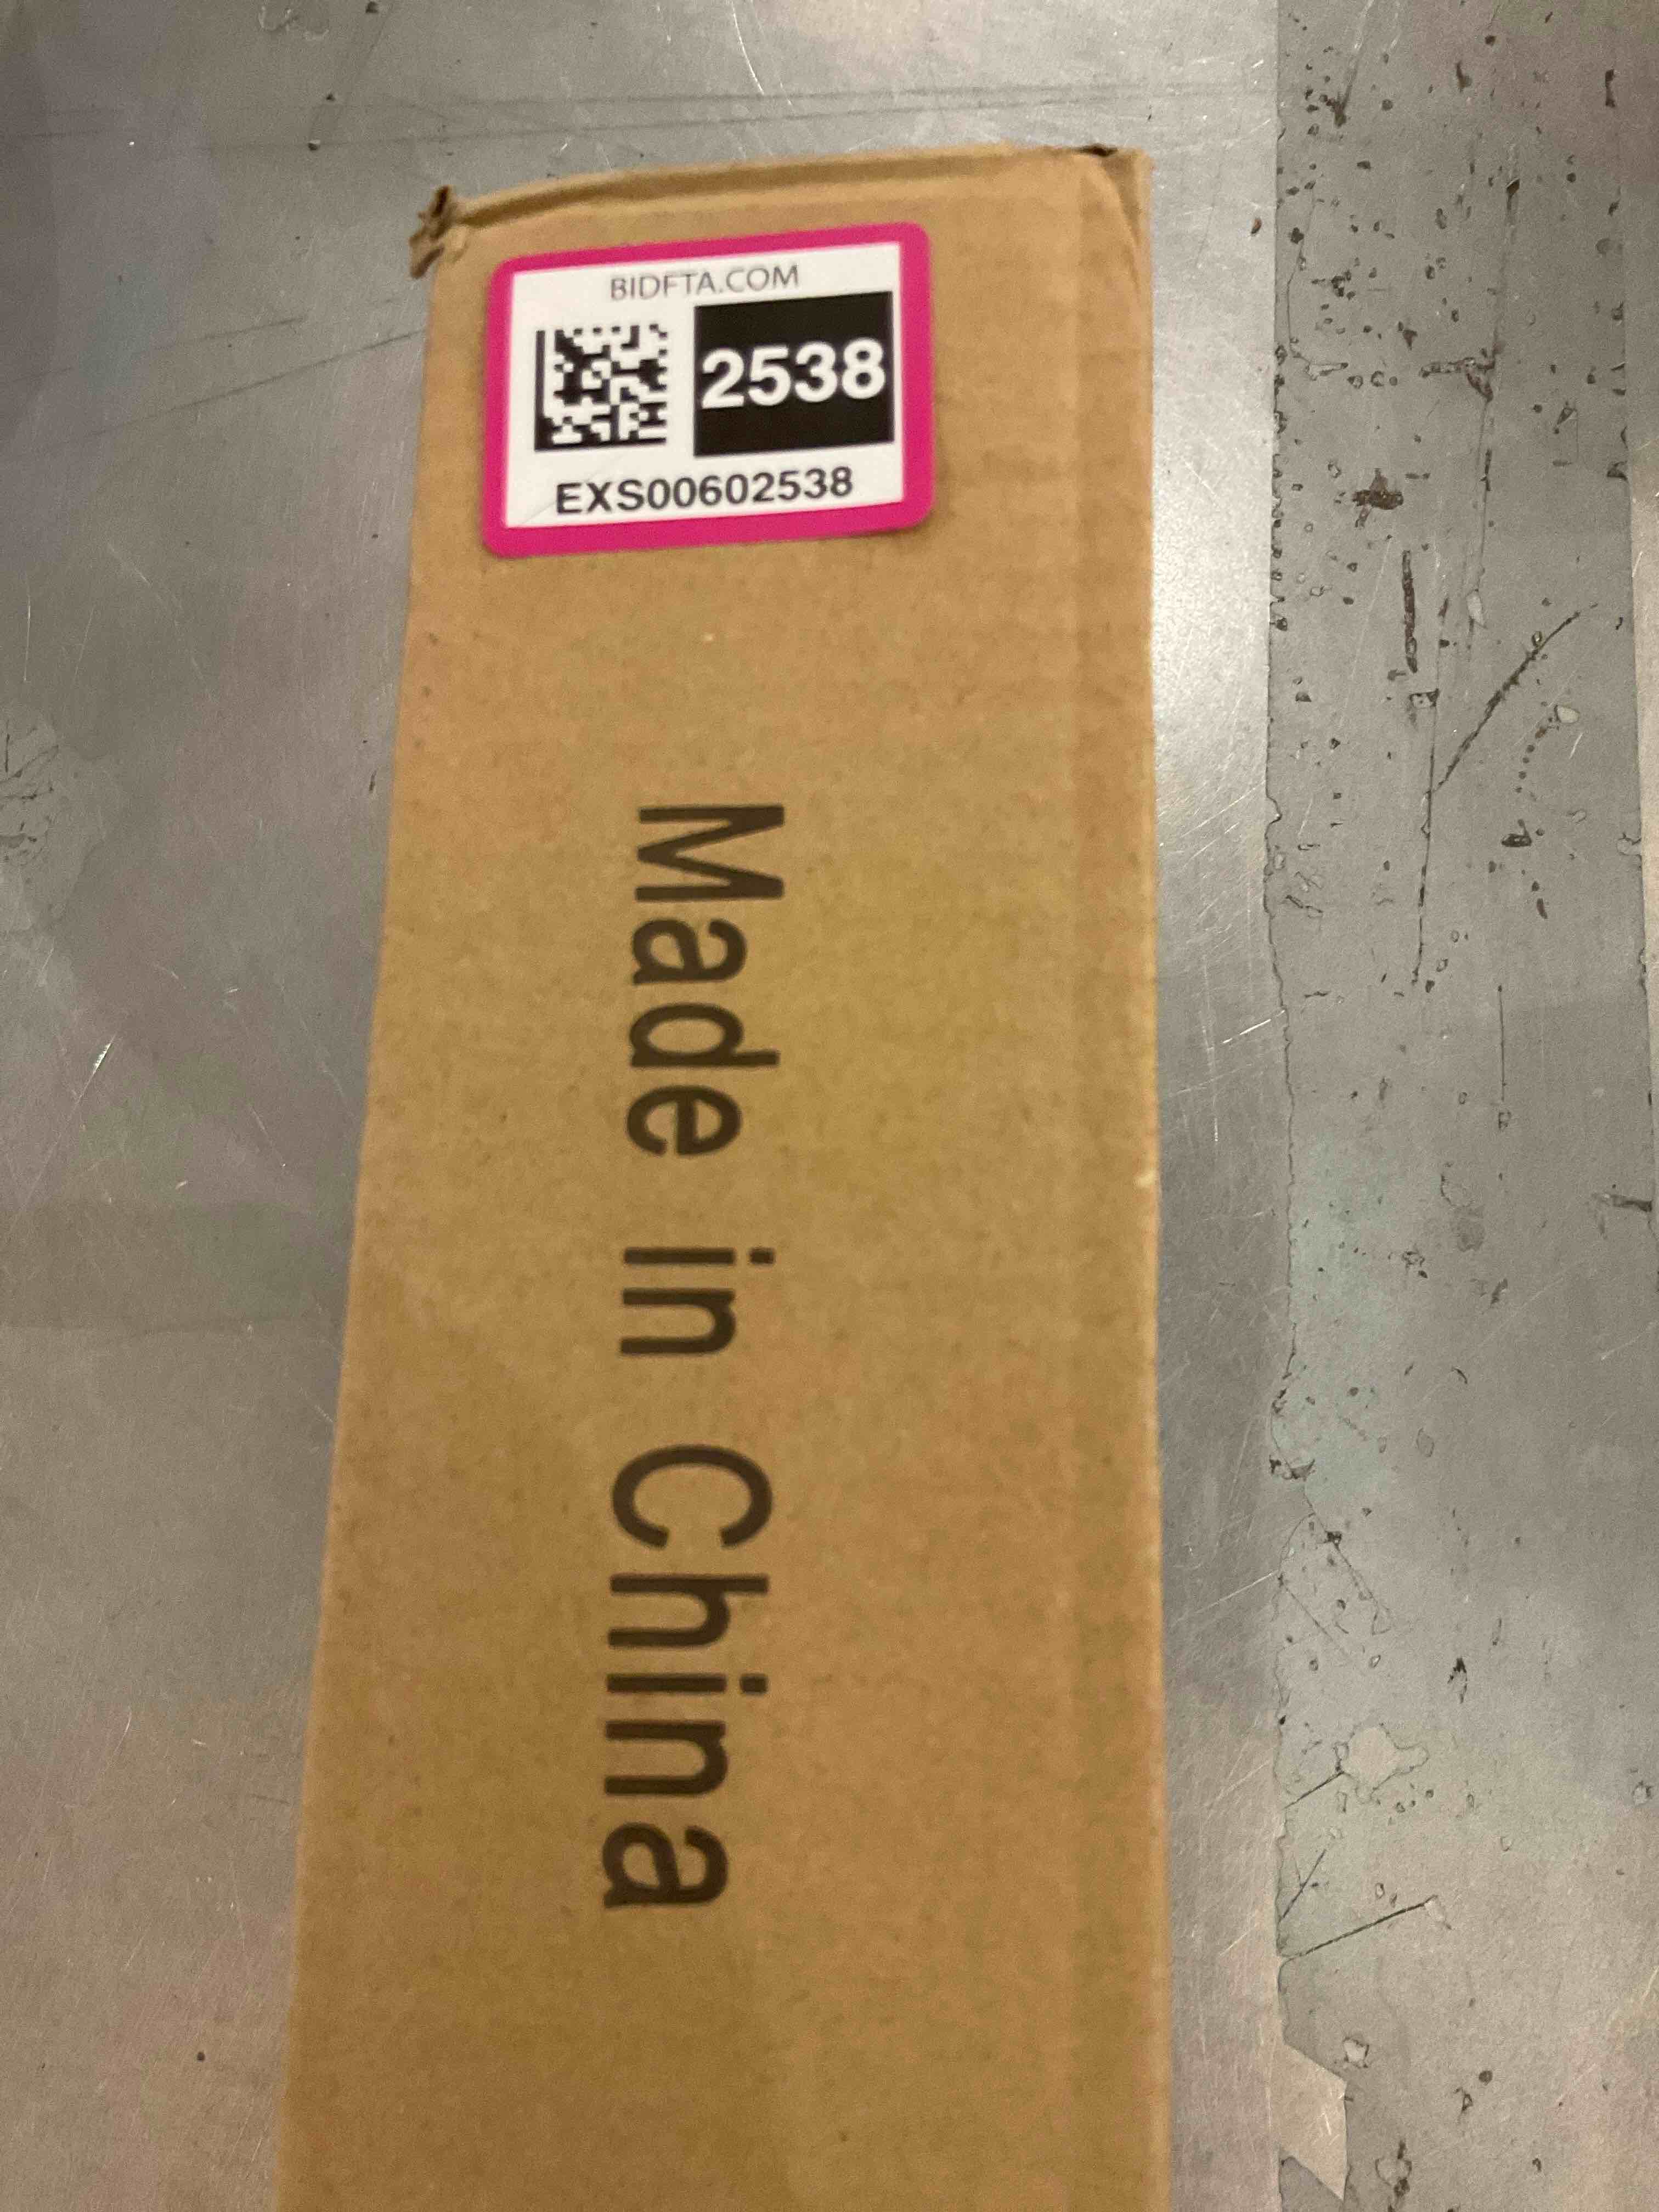 BIDFTA.COM
2538
EXS00602538
Made in China